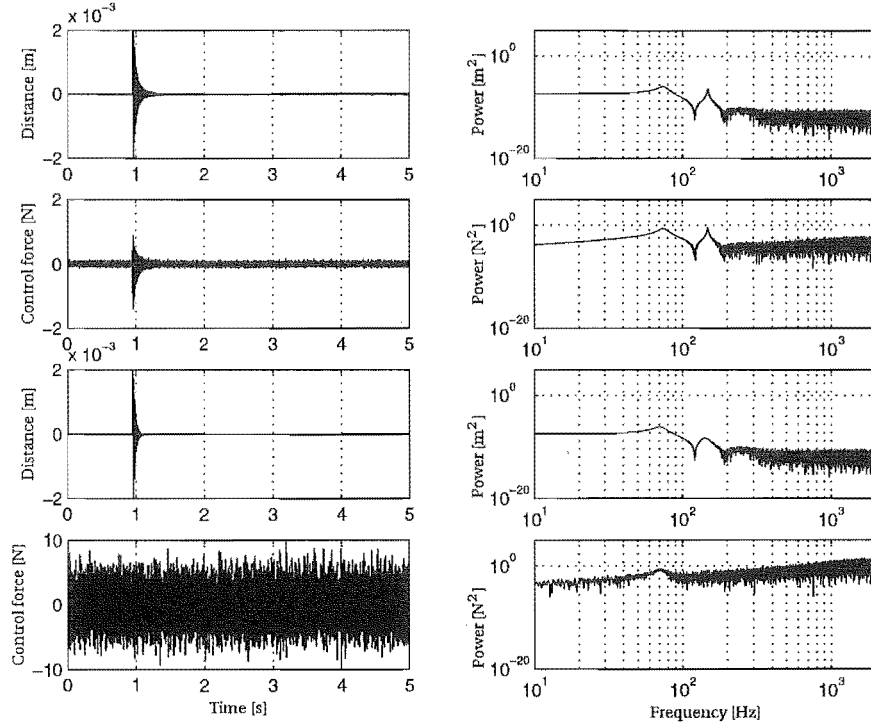 × 10⁻³
Distance [m]
2
0
−2
0 1 2 3 4 5
Power [m²]
10⁰
10⁻²⁰
10¹ 10² 10³
Control force [N]
2
0
−2
0 1 2 3 4 5
Power [N²]
10⁰
10⁻²⁰
10¹ 10² 10³
× 10⁻³
Distance [m]
2
0
−2
0 1 2 3 4 5
Power [m²]
10⁰
10⁻²⁰
10¹ 10² 10³
Control force [N]
10
0
−10
0 1 2 3 4 5
Time [s]
Power [N²]
10⁰
10⁻²⁰
10¹ 10² 10³
Frequency [Hz]